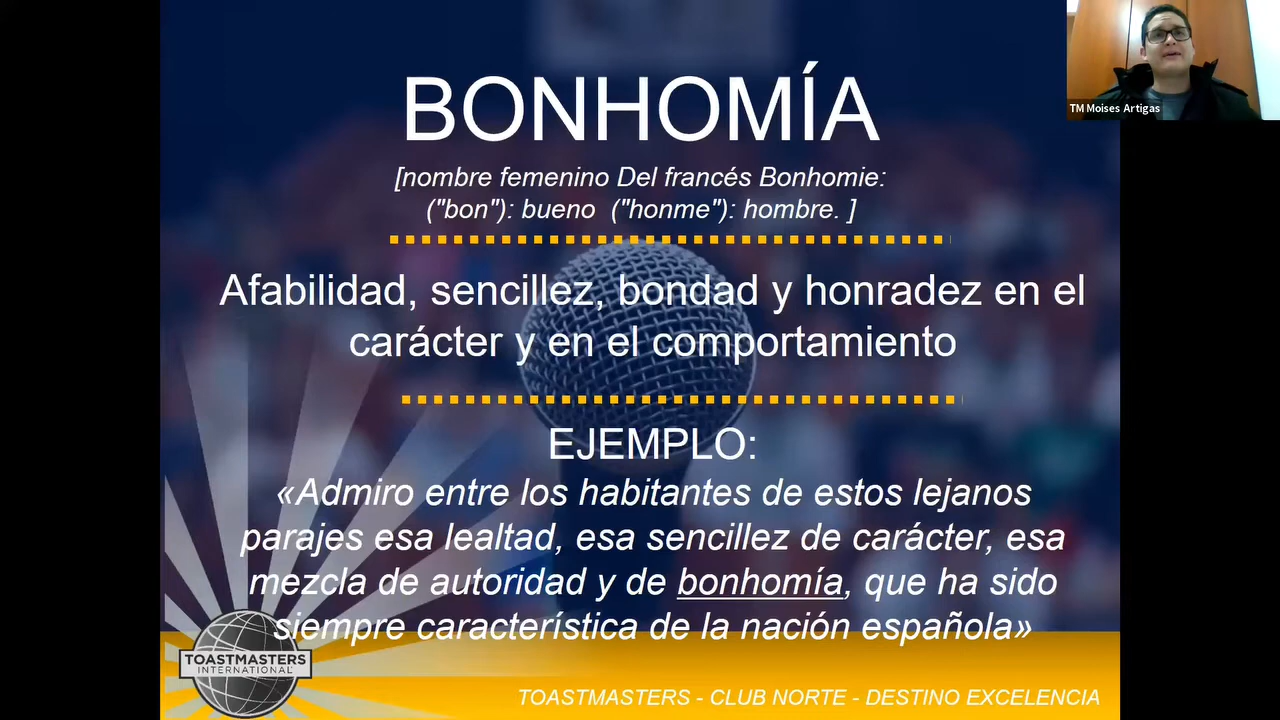 BONHOMÍA
[nombre femenino Del francés Bonhomie:
("bon"): bueno ("honme"): hombre. ]
Afabilidad, sencillez, bondad y honradez en el
carácter y en el comportamiento
EJEMPLO:
«Admiro entre los habitantes de estos lejanos
parajes esa lealtad, esa sencillez de carácter, esa
mezcla de autoridad y de bonhomía, que ha sido
siempre característica de la nación española»
TOASTMASTERS
INTERNATIONAL
TOASTMASTERS - CLUB NORTE - DESTINO EXCELENCIA
TM Moises Artigas